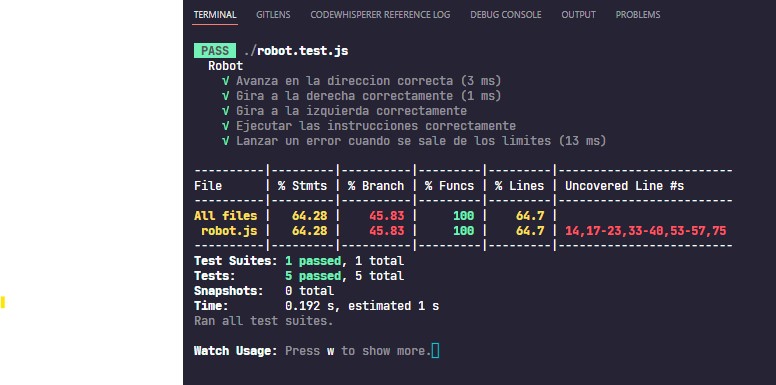 TERMINAL GITLENS CODEWHISPERER REFERENCE LOG DEBUG CONSOLE OUTPUT PROBLEMS
PASS ./robot.test.js
Robot
√ Avanza en la direccion correcta (3 ms)
√ Gira a la derecha correctamente (1 ms)
√ Gira a la izquierda correctamente
√ Ejecutar las instrucciones correctamente
√ Lanzar un error cuando se sale de los limites (13 ms)
----------|---------|----------|---------|---------|-------------------------
File | % Stmts | % Branch | % Funcs | % Lines | Uncovered Line #s
----------|---------|----------|---------|---------|-------------------------
All files | 64.28 | 45.83 | 100 | 64.7 |
robot.js | 64.28 | 45.83 | 100 | 64.7 | 14,17-23,33-40,53-57,75
----------|---------|----------|---------|---------|-------------------------
Test Suites: 1 passed, 1 total
Tests: 5 passed, 5 total
Snapshots: 0 total
Time: 0.192 s, estimated 1 s
Ran all test suites.
Watch Usage: Press w to show more.